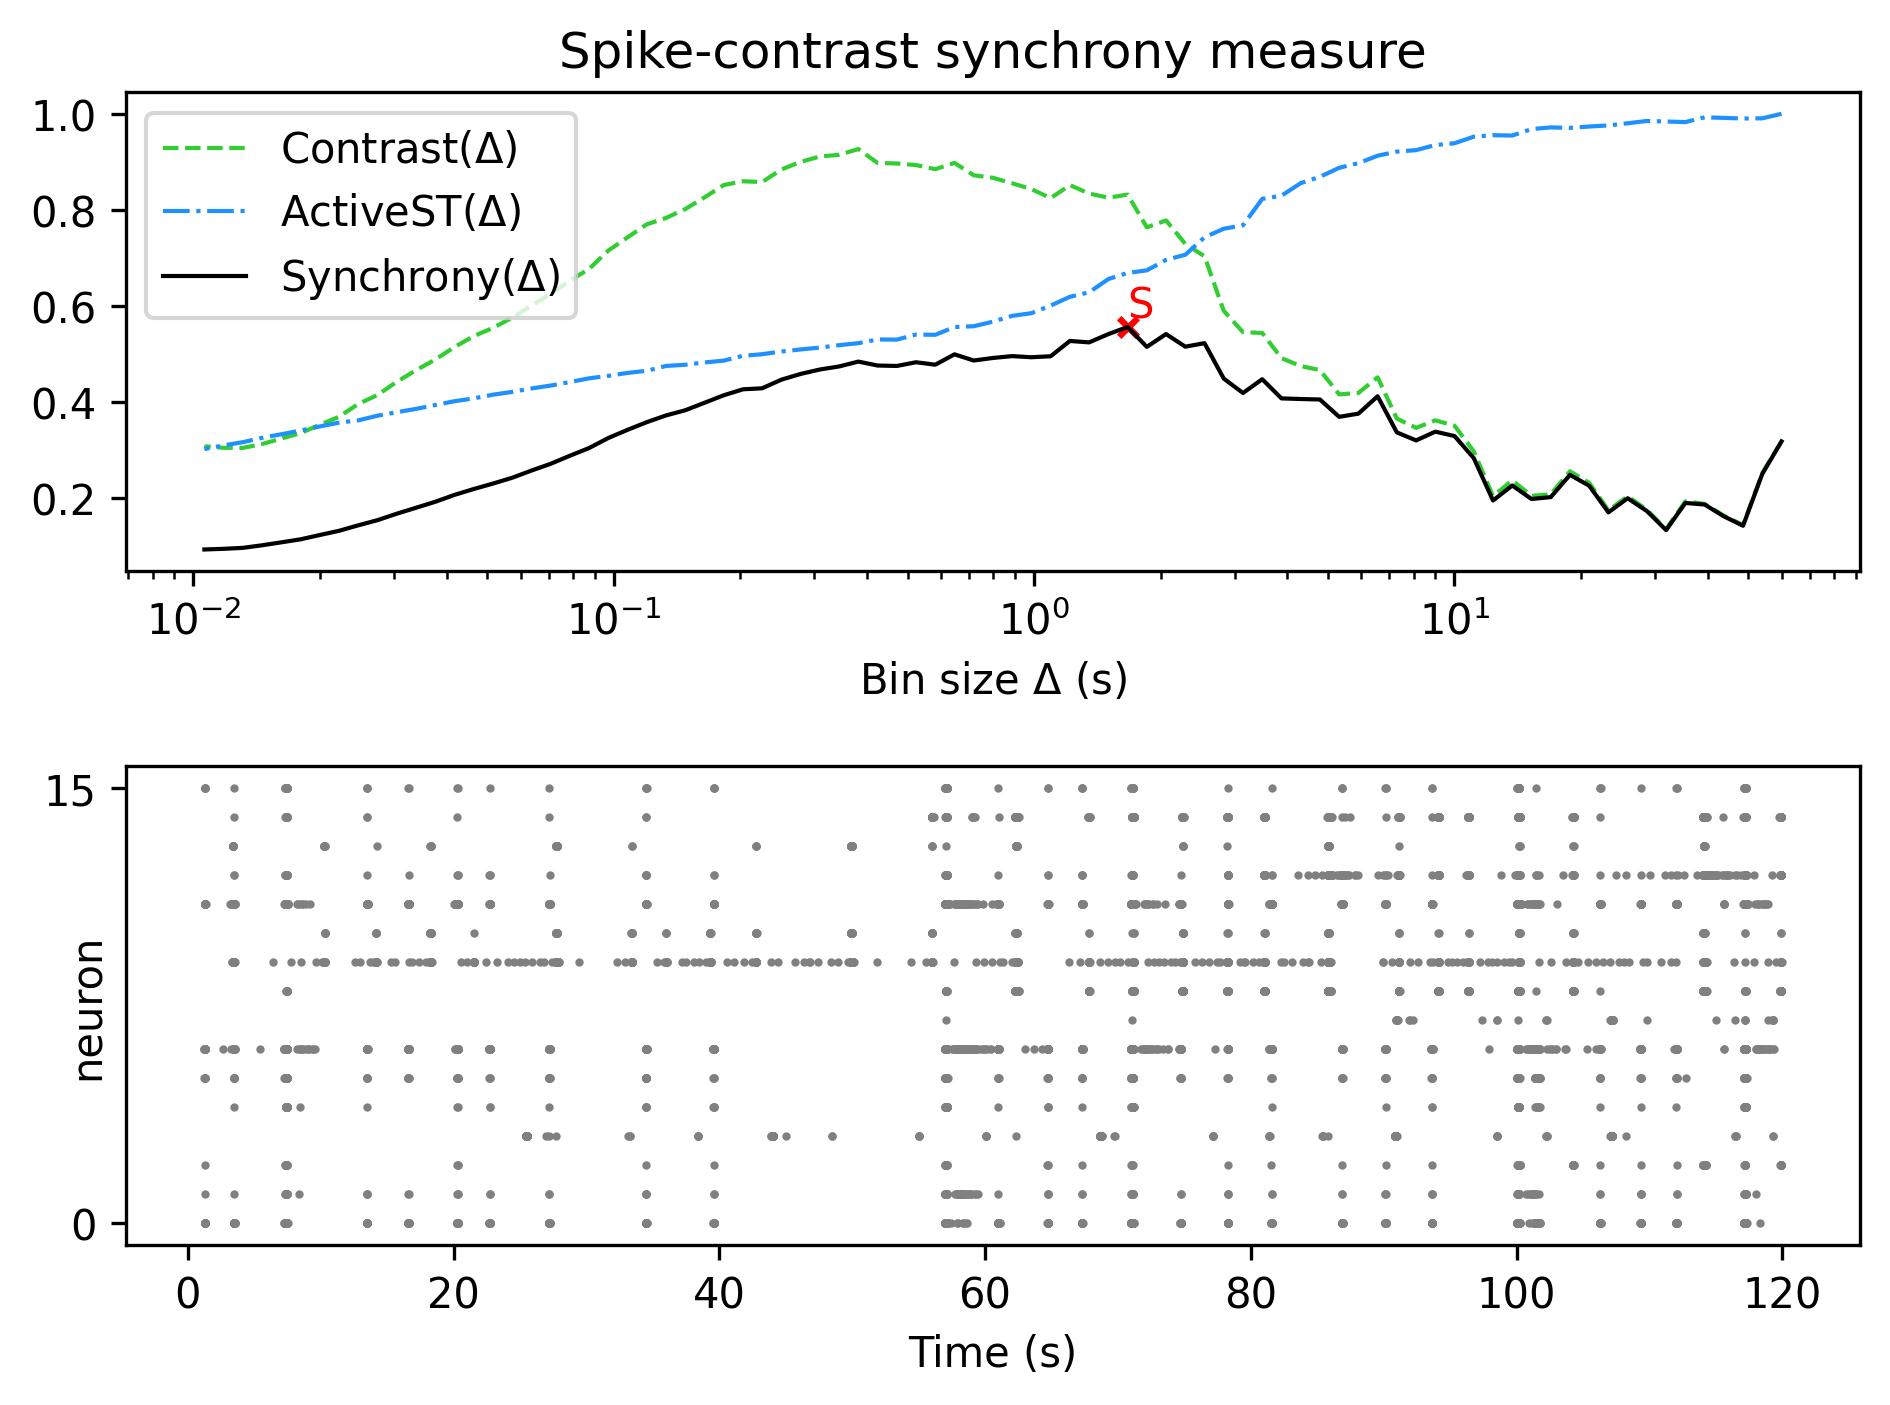 Spike-contrast synchrony measure
1.0
0.8
0.6
0.4
0.2
Contrast(Δ)
ActiveST(Δ)
Synchrony(Δ)
S
10⁻² 10⁻¹ 10⁰ 10¹
Bin size Δ (s)
15
0
neuron
0 20 40 60 80 100 120
Time (s)